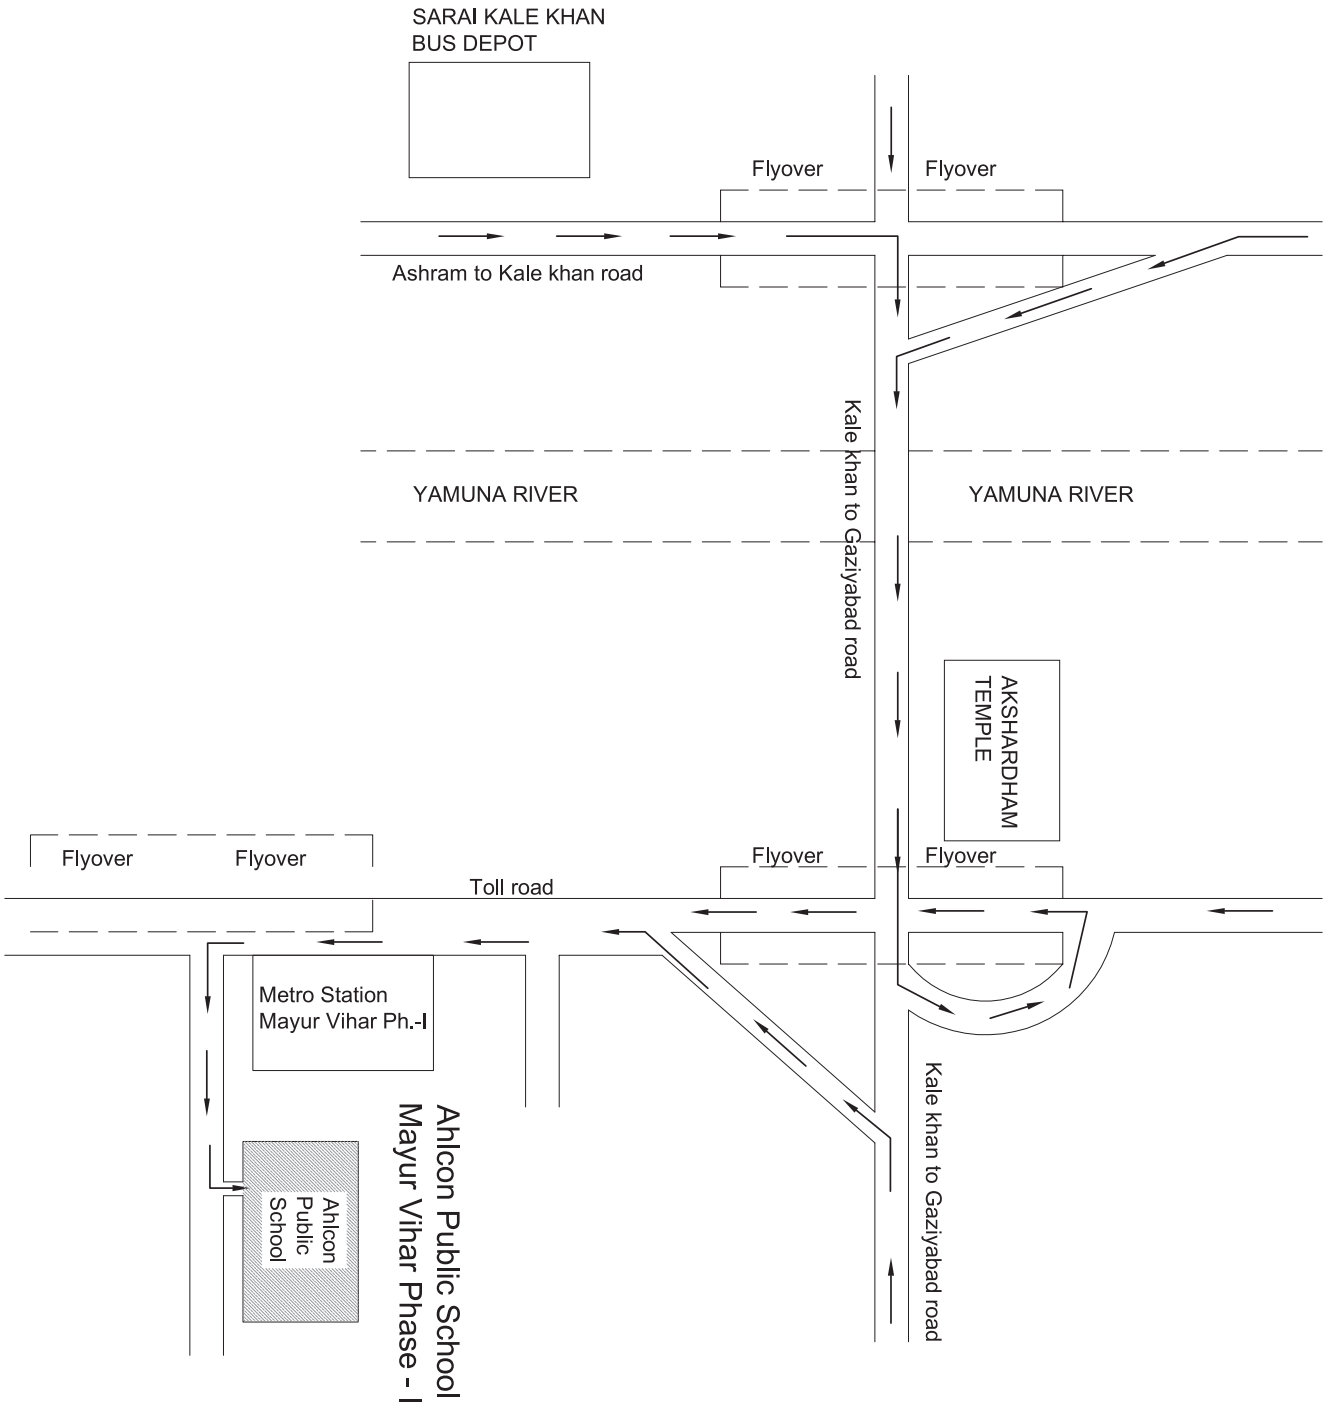 SARAI KALE KHAN
BUS DEPOT
Flyover
Flyover
Ashram to Kale khan road
Kale khan to Gaziyabad road
YAMUNA RIVER
YAMUNA RIVER
AKSHARDHAM
TEMPLE
Flyover
Flyover
Flyover
Flyover
Toll road
Metro Station
Mayur Vihar Ph.-I
Kale khan to Gaziyabad road
Ahlcon Public School
Mayur Vihar Phase - I
Ahlcon
Public
School